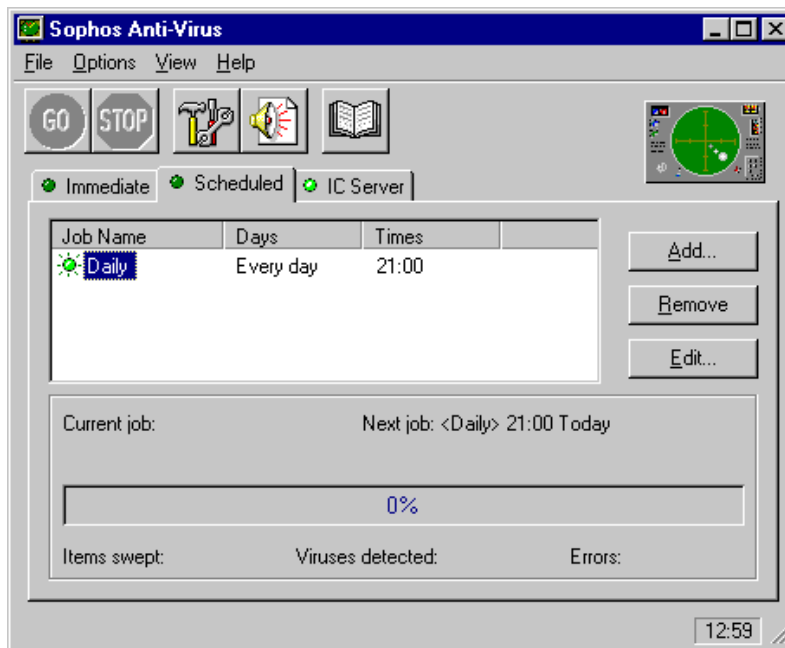 Sophos Anti-Virus
File Options View Help
GO STOP
Immediate Scheduled IC Server
Job Name Days Times
Daily Every day 21:00
Add...
Remove
Edit...
Current job: Next job: <Daily> 21:00 Today
0%
Items swept: Viruses detected: Errors:
12:59